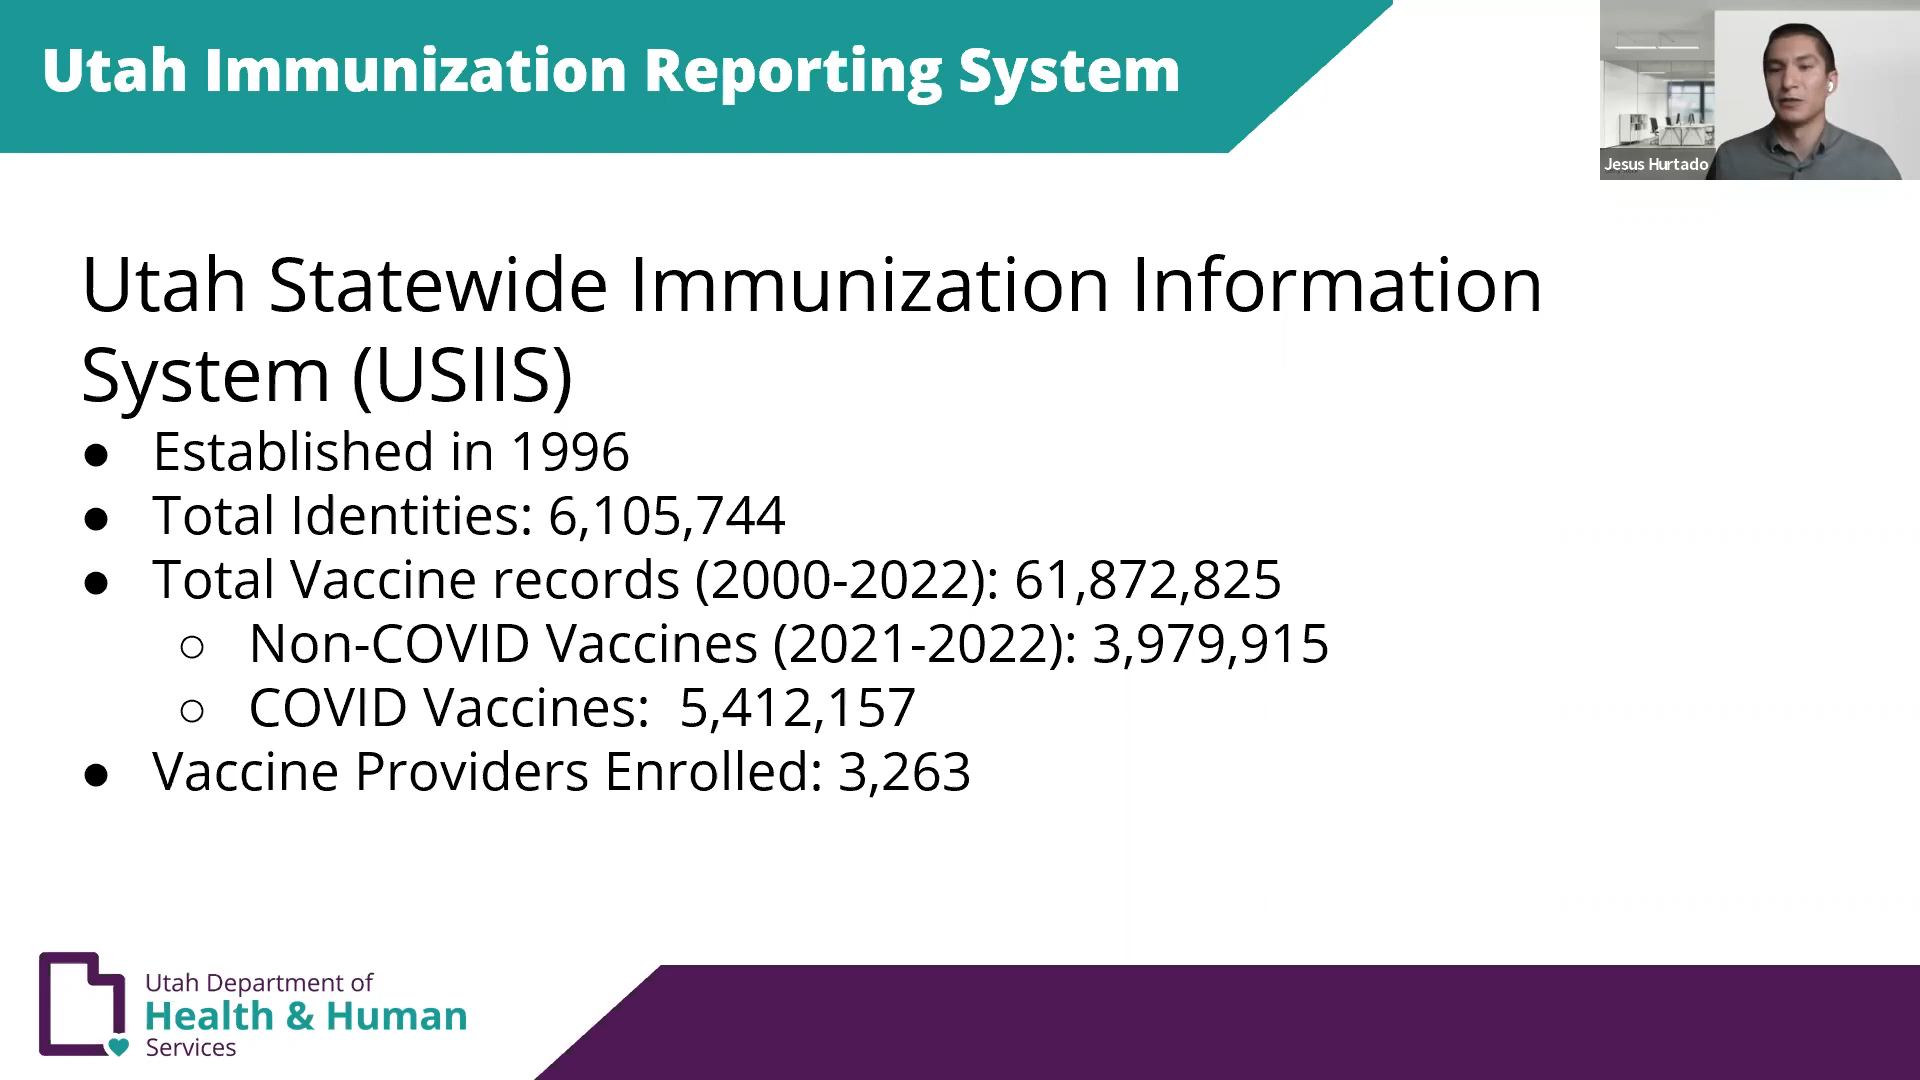 Utah Immunization Reporting System
Jesus Hurtado
Utah Statewide Immunization Information
System (USIIS)
● Established in 1996
● Total Identities: 6,105,744
● Total Vaccine records (2000-2022): 61,872,825
○ Non-COVID Vaccines (2021-2022): 3,979,915
○ COVID Vaccines:  5,412,157
● Vaccine Providers Enrolled: 3,263
Utah Department of
Health & Human
Services